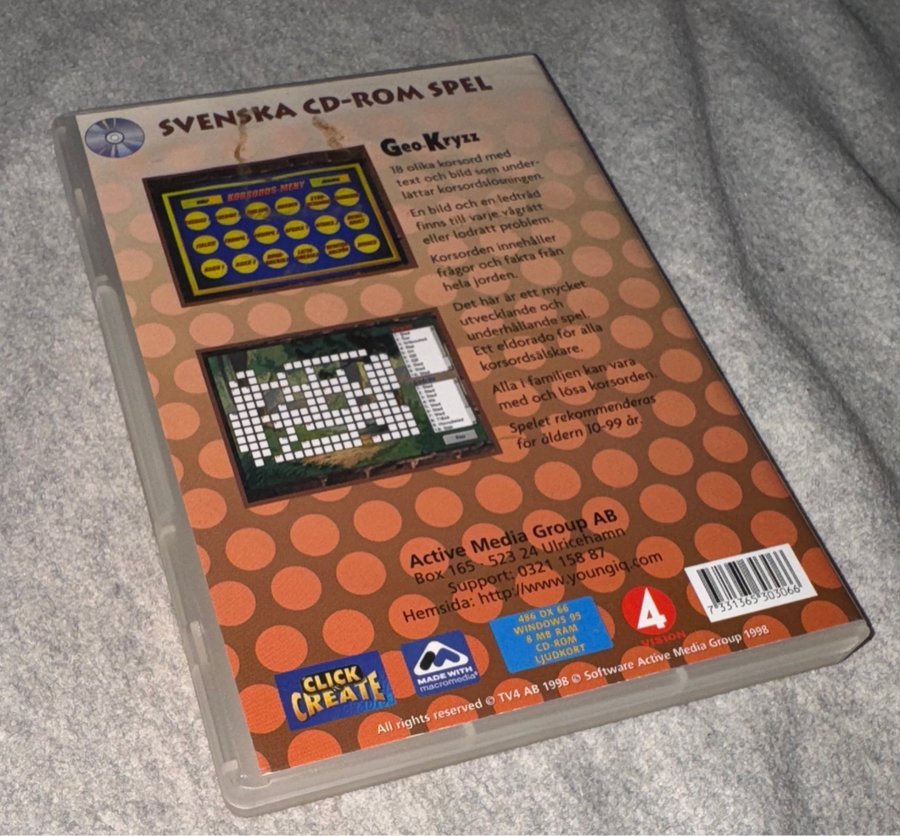 SVENSKA CD-ROM SPEL
Geo-Kryzz
18 olika korsord med
text och bild som under-
lättar korsordslösningen.
En bild och en ledtråd
finns till varje vågrätt
eller lodrätt problem.
Korsorden innehåller
frågor och fakta från
hela jorden.
Det här är ett mycket
utvecklande och
underhållande spel.
Ett eldorado för alla
korsordsälskare.
Alla i familjen kan vara
med och lösa korsorden.
Spelet rekommenderas
för åldern 10-99 år.
KORSORDS-MENY
Active Media Group AB
Box 165 - 523 24 Ulricehamn
Support: 0321 158 87
Hemsida: http://www.youngiq.com
CLICK
CREATE
MADE WITH
macromedia®
486 DX 66
WINDOWS 95
8 MB RAM
CD-ROM
LJUDKORT
4
VISION
7 331365 303066
All rights reserved © TV4 AB 1998 © Software Active Media Group 1998